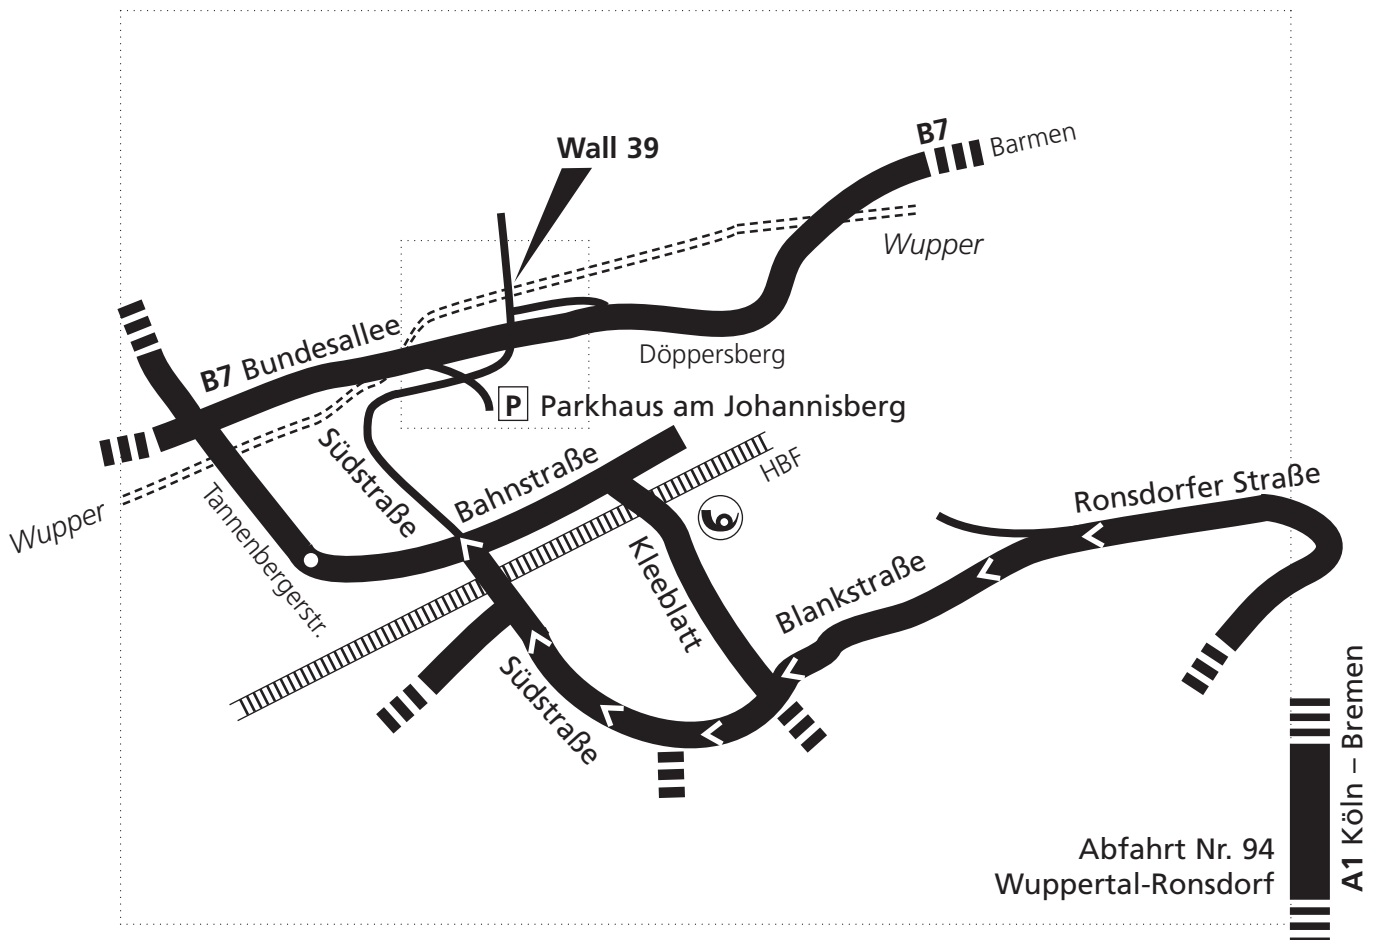 B7
Barmen
Wall 39
Wupper
B7 Bundesallee
Döppersberg
P Parkhaus am Johannisberg
Südstraße
Bahnstraße
HBF
Ronsdorfer Straße
Wupper
Tannenbergerstr.
Kleeblatt
Blankstraße
Südstraße
A1 Köln – Bremen
Abfahrt Nr. 94
Wuppertal-Ronsdorf